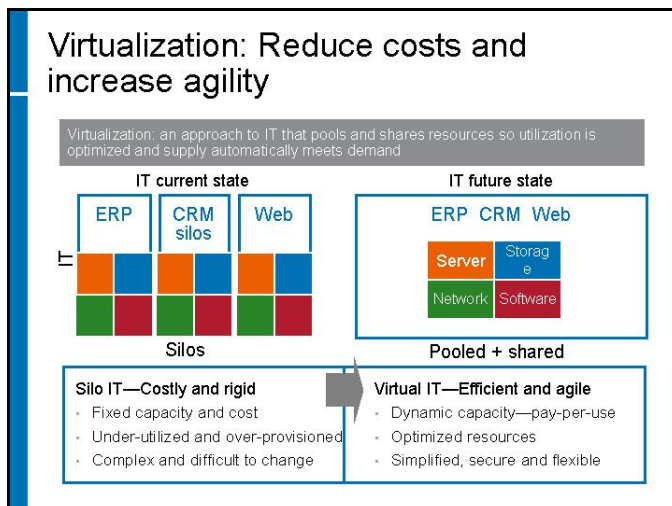 Virtualization: Reduce costs and
increase agility
Virtualization: an approach to IT that pools and shares resources so utilization is
optimized and supply automatically meets demand
IT current state
ERP
CRM
silos
Web
IT
Silos
IT future state
ERP CRM Web
Server
Storag
e
Network
Software
Pooled + shared
Silo IT—Costly and rigid
• Fixed capacity and cost
• Under-utilized and over-provisioned
• Complex and difficult to change
Virtual IT—Efficient and agile
• Dynamic capacity—pay-per-use
• Optimized resources
• Simplified, secure and flexible